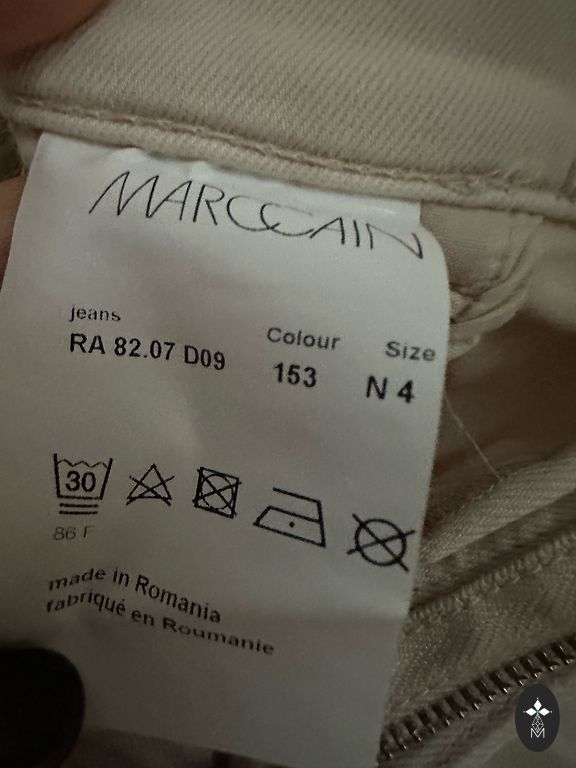 MARCCAIN
jeans
RA 82.07 D09
Colour
153
Size
N 4
30
86 F
made in Romania
fabriqué en Roumanie
M